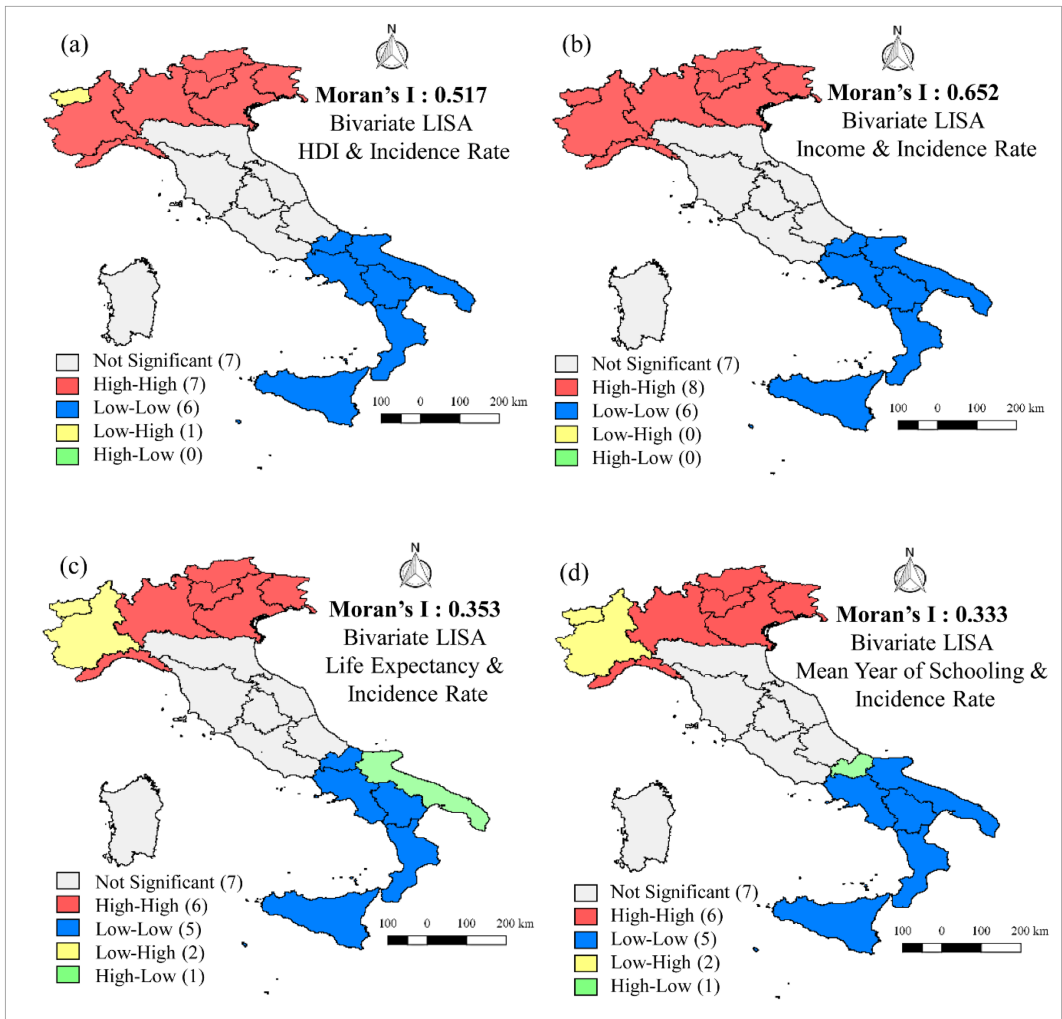 (a)
N
Moran's I : 0.517
Bivariate LISA
HDI & Incidence Rate
Not Significant (7)
High-High (7)
Low-Low (6)
Low-High (1)
High-Low (0)
100 0 100 200 km
(b)
N
Moran's I : 0.652
Bivariate LISA
Income & Incidence Rate
Not Significant (7)
High-High (8)
Low-Low (6)
Low-High (0)
High-Low (0)
100 0 100 200 km
(c)
N
Moran's I : 0.353
Bivariate LISA
Life Expectancy &
Incidence Rate
Not Significant (7)
High-High (6)
Low-Low (5)
Low-High (2)
High-Low (1)
100 0 100 200 km
(d)
N
Moran's I : 0.333
Bivariate LISA
Mean Year of Schooling &
Incidence Rate
Not Significant (7)
High-High (6)
Low-Low (5)
Low-High (2)
High-Low (1)
100 0 100 200 km